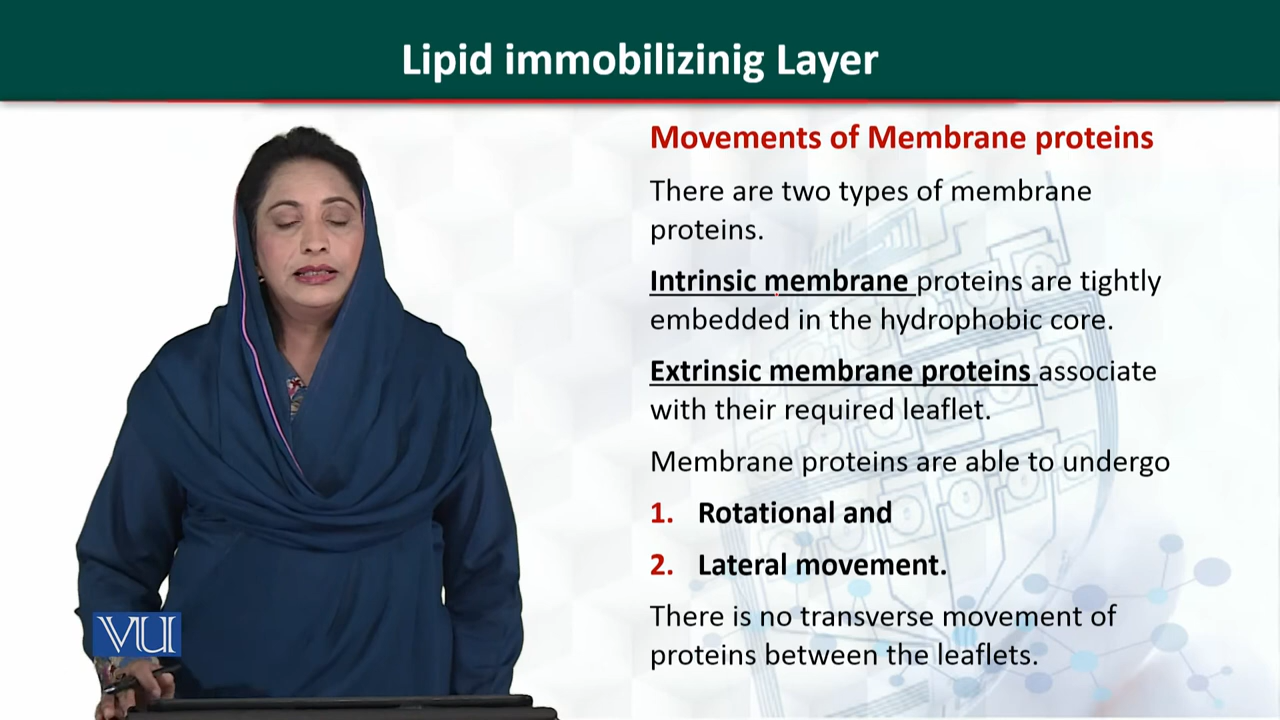 Lipid immobilizinig Layer
Movements of Membrane proteins
There are two types of membrane
proteins.
Intrinsic membrane proteins are tightly
embedded in the hydrophobic core.
Extrinsic membrane proteins associate
with their required leaflet.
Membrane proteins are able to undergo
1. Rotational and
2. Lateral movement.
There is no transverse movement of
proteins between the leaflets.
VU